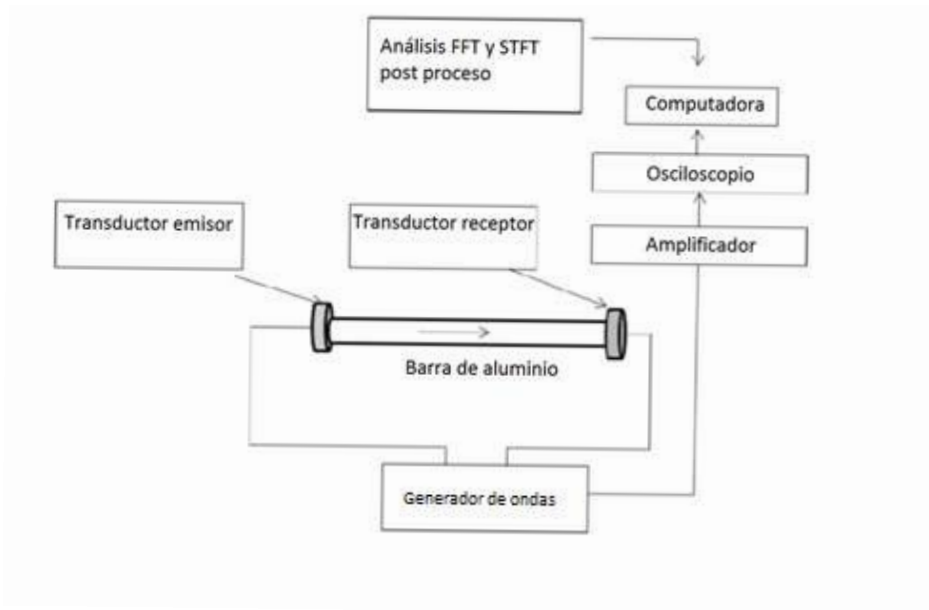 Análisis FFT y STFT
post proceso
Computadora
Osciloscopio
Transductor emisor
Transductor receptor
Amplificador
Barra de aluminio
Generador de ondas